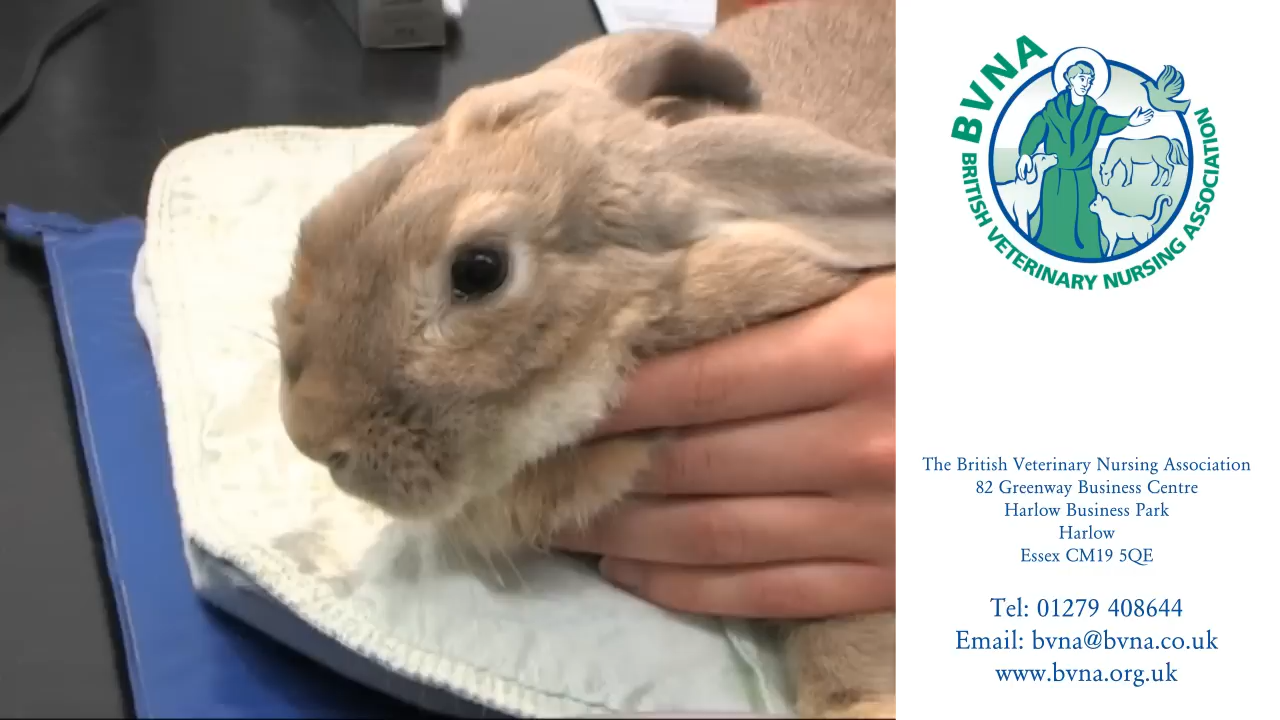 BVNA
BRITISH VETERINARY NURSING ASSOCIATION
The British Veterinary Nursing Association
82 Greenway Business Centre
Harlow Business Park
Harlow
Essex CM19 5QE
Tel: 01279 408644
Email: bvna@bvna.co.uk
www.bvna.org.uk